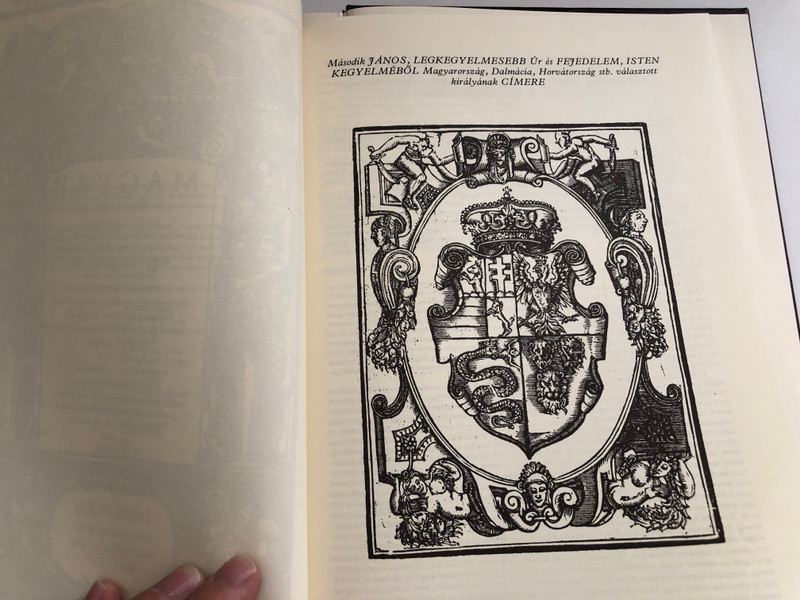 Második JÁNOS, LEGKEGYELMESEBB Úr és FEJEDELEM, ISTEN
KEGYELMÉBŐL Magyarország, Dalmácia, Horvátország stb. választott
királyának CÍMERE